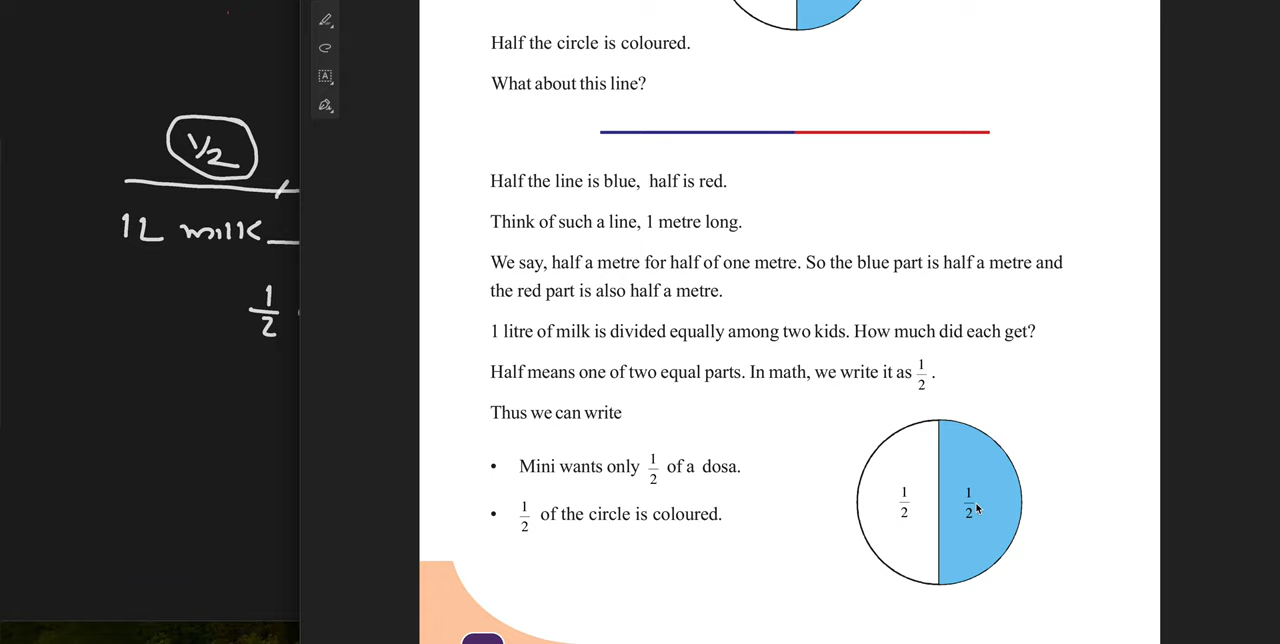 1/2
1L milk
1/2
Half the circle is coloured.
What about this line?
Half the line is blue, half is red.
Think of such a line, 1 metre long.
We say, half a metre for half of one metre. So the blue part is half a metre and
the red part is also half a metre.
1 litre of milk is divided equally among two kids. How much did each get?
Half means one of two equal parts. In math, we write it as 1/2 .
Thus we can write
• Mini wants only 1/2 of a dosa.
• 1/2 of the circle is coloured.
1/2 1/2